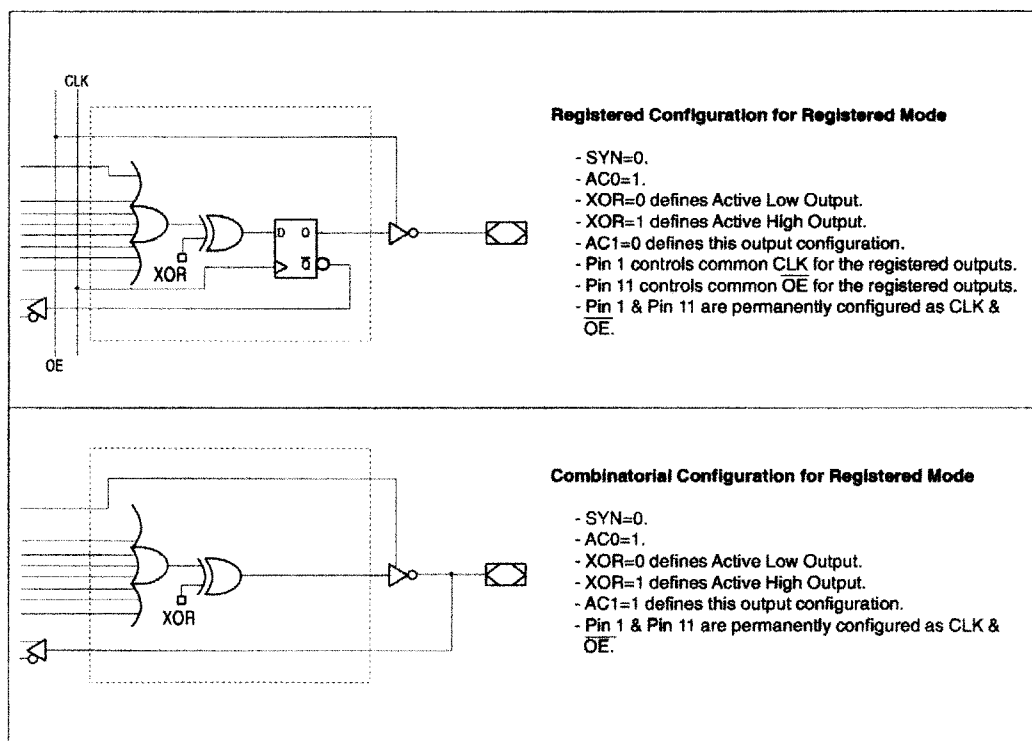 CLK
Registered Configuration for Registered Mode
- SYN=0.
- AC0=1.
- XOR=0 defines Active Low Output.
- XOR=1 defines Active High Output.
- AC1=0 defines this output configuration.
- Pin 1 controls common CLK for the registered outputs.
- Pin 11 controls common O̅E̅ for the registered outputs.
- Pin 1 & Pin 11 are permanently configured as CLK &
O̅E̅.
D Q
XOR
Q̅
OE
Combinatorial Configuration for Registered Mode
- SYN=0.
- AC0=1.
- XOR=0 defines Active Low Output.
- XOR=1 defines Active High Output.
- AC1=1 defines this output configuration.
- Pin 1 & Pin 11 are permanently configured as CLK &
O̅E̅.
XOR